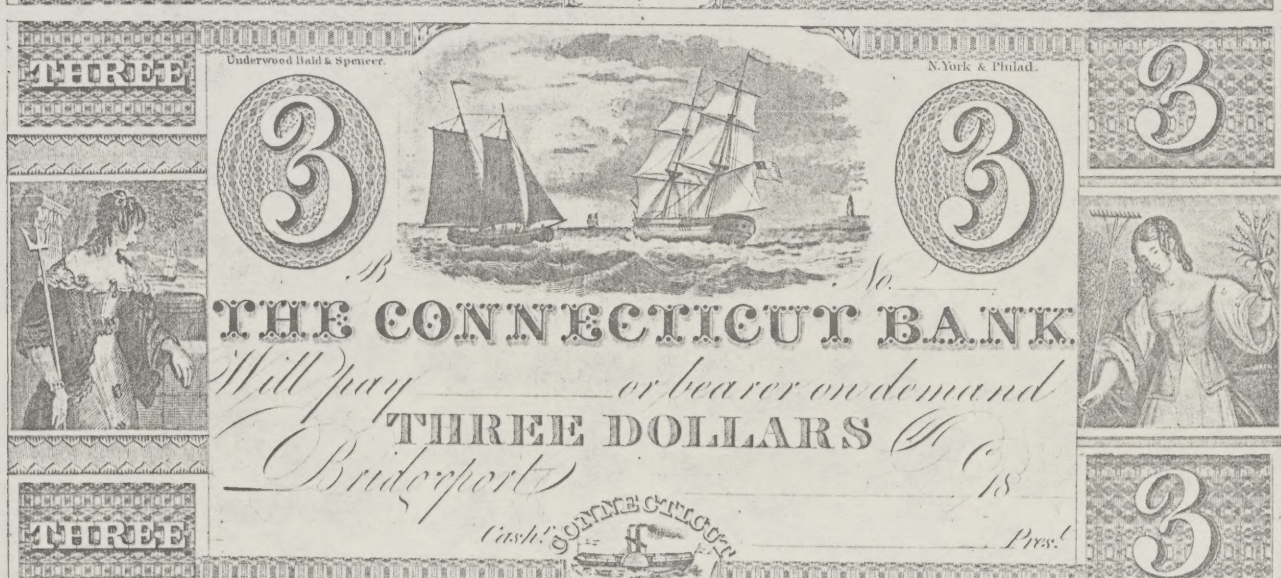 THREE
Underwood Bald & Spencer.
N. York & Philad.
3
3
3
B
No.
THE CONNECTICUT BANK
Will pay or bearer on demand
THREE DOLLARS
Bridgeport
18
THREE
Cash.r
CONNECTICUT
Pres.t
3